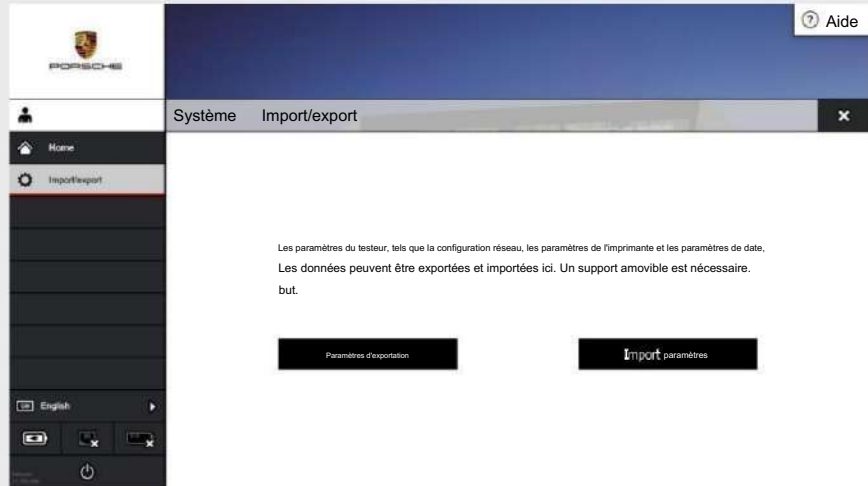 Aide
PORSCHE
Système Import/export
Home
Import/export
Les paramètres du testeur, tels que la configuration réseau, les paramètres de l'imprimante et les paramètres de date,
Les données peuvent être exportées et importées ici. Un support amovible est nécessaire.
but.
Paramètres d'exportation
Import paramètres
English